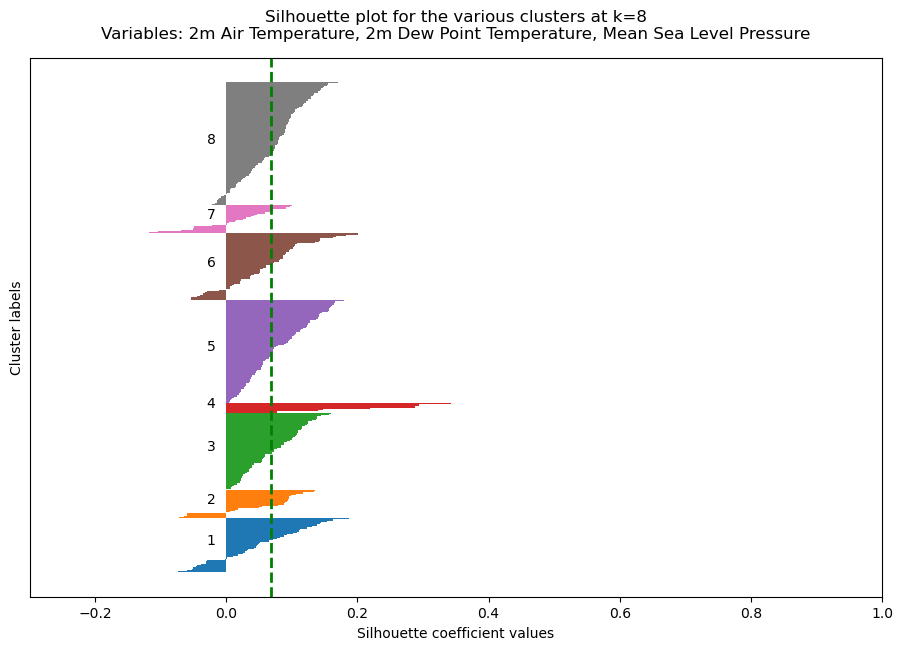 Silhouette plot for the various clusters at k=8
Variables: 2m Air Temperature, 2m Dew Point Temperature, Mean Sea Level Pressure
Cluster labels
8
7
6
5
4
3
2
1
−0.2 0.0 0.2 0.4 0.6 0.8 1.0
Silhouette coefficient values